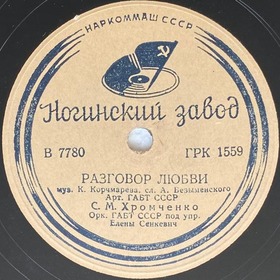 НАРКОММАШ СССР
Ногинский завод
В 7780 ГРК 1559
РАЗГОВОР ЛЮБВИ
муз. К. Корчмарева, сл. А. Безыменского
Арт. ГАБТ СССР
С. М. Хромченко
Орк. ГАБТ СССР под упр.
Елены Сенкевич